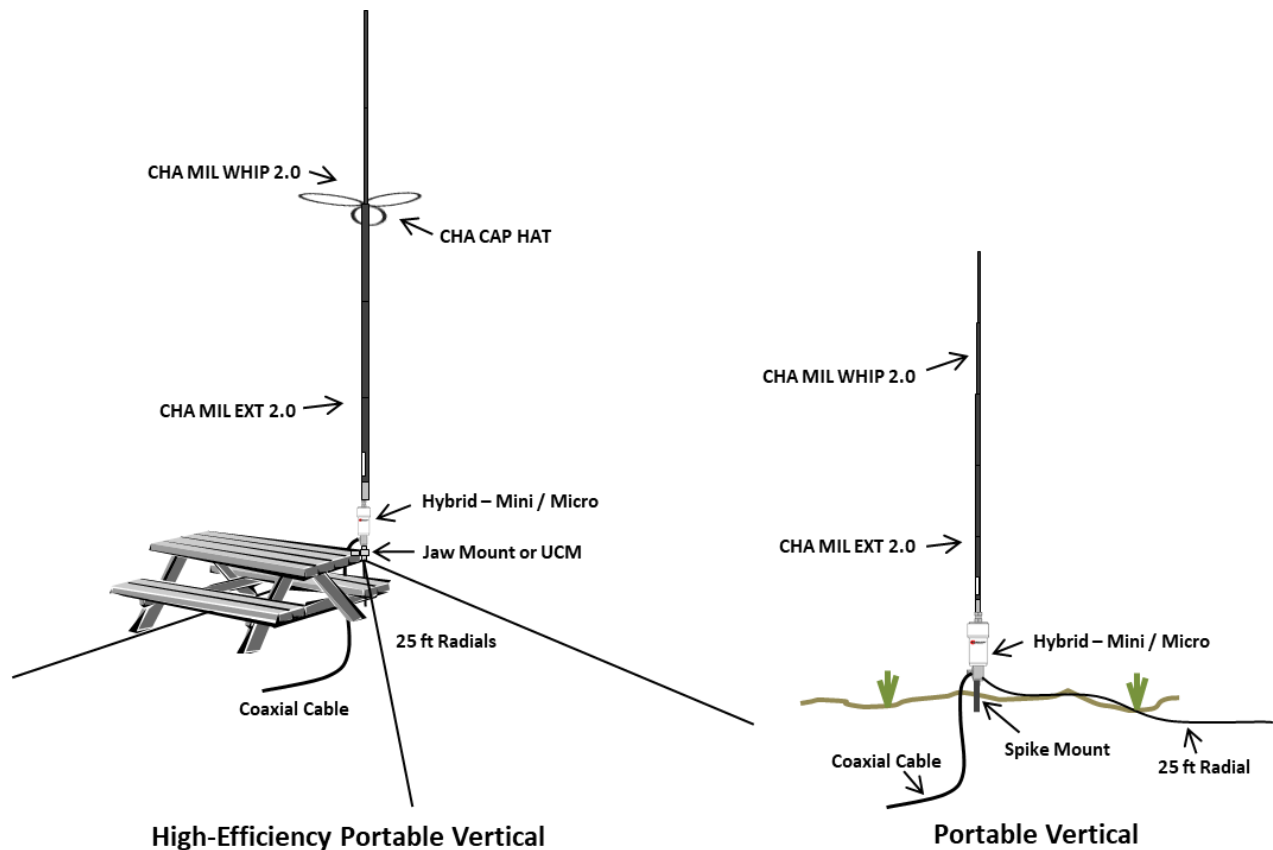 CHA MIL WHIP 2.0
CHA CAP HAT
CHA MIL EXT 2.0
Hybrid – Mini / Micro
Jaw Mount or UCM
25 ft Radials
Coaxial Cable
High-Efficiency Portable Vertical
CHA MIL WHIP 2.0
CHA MIL EXT 2.0
Hybrid – Mini / Micro
Spike Mount
Coaxial Cable
25 ft Radial
Portable Vertical